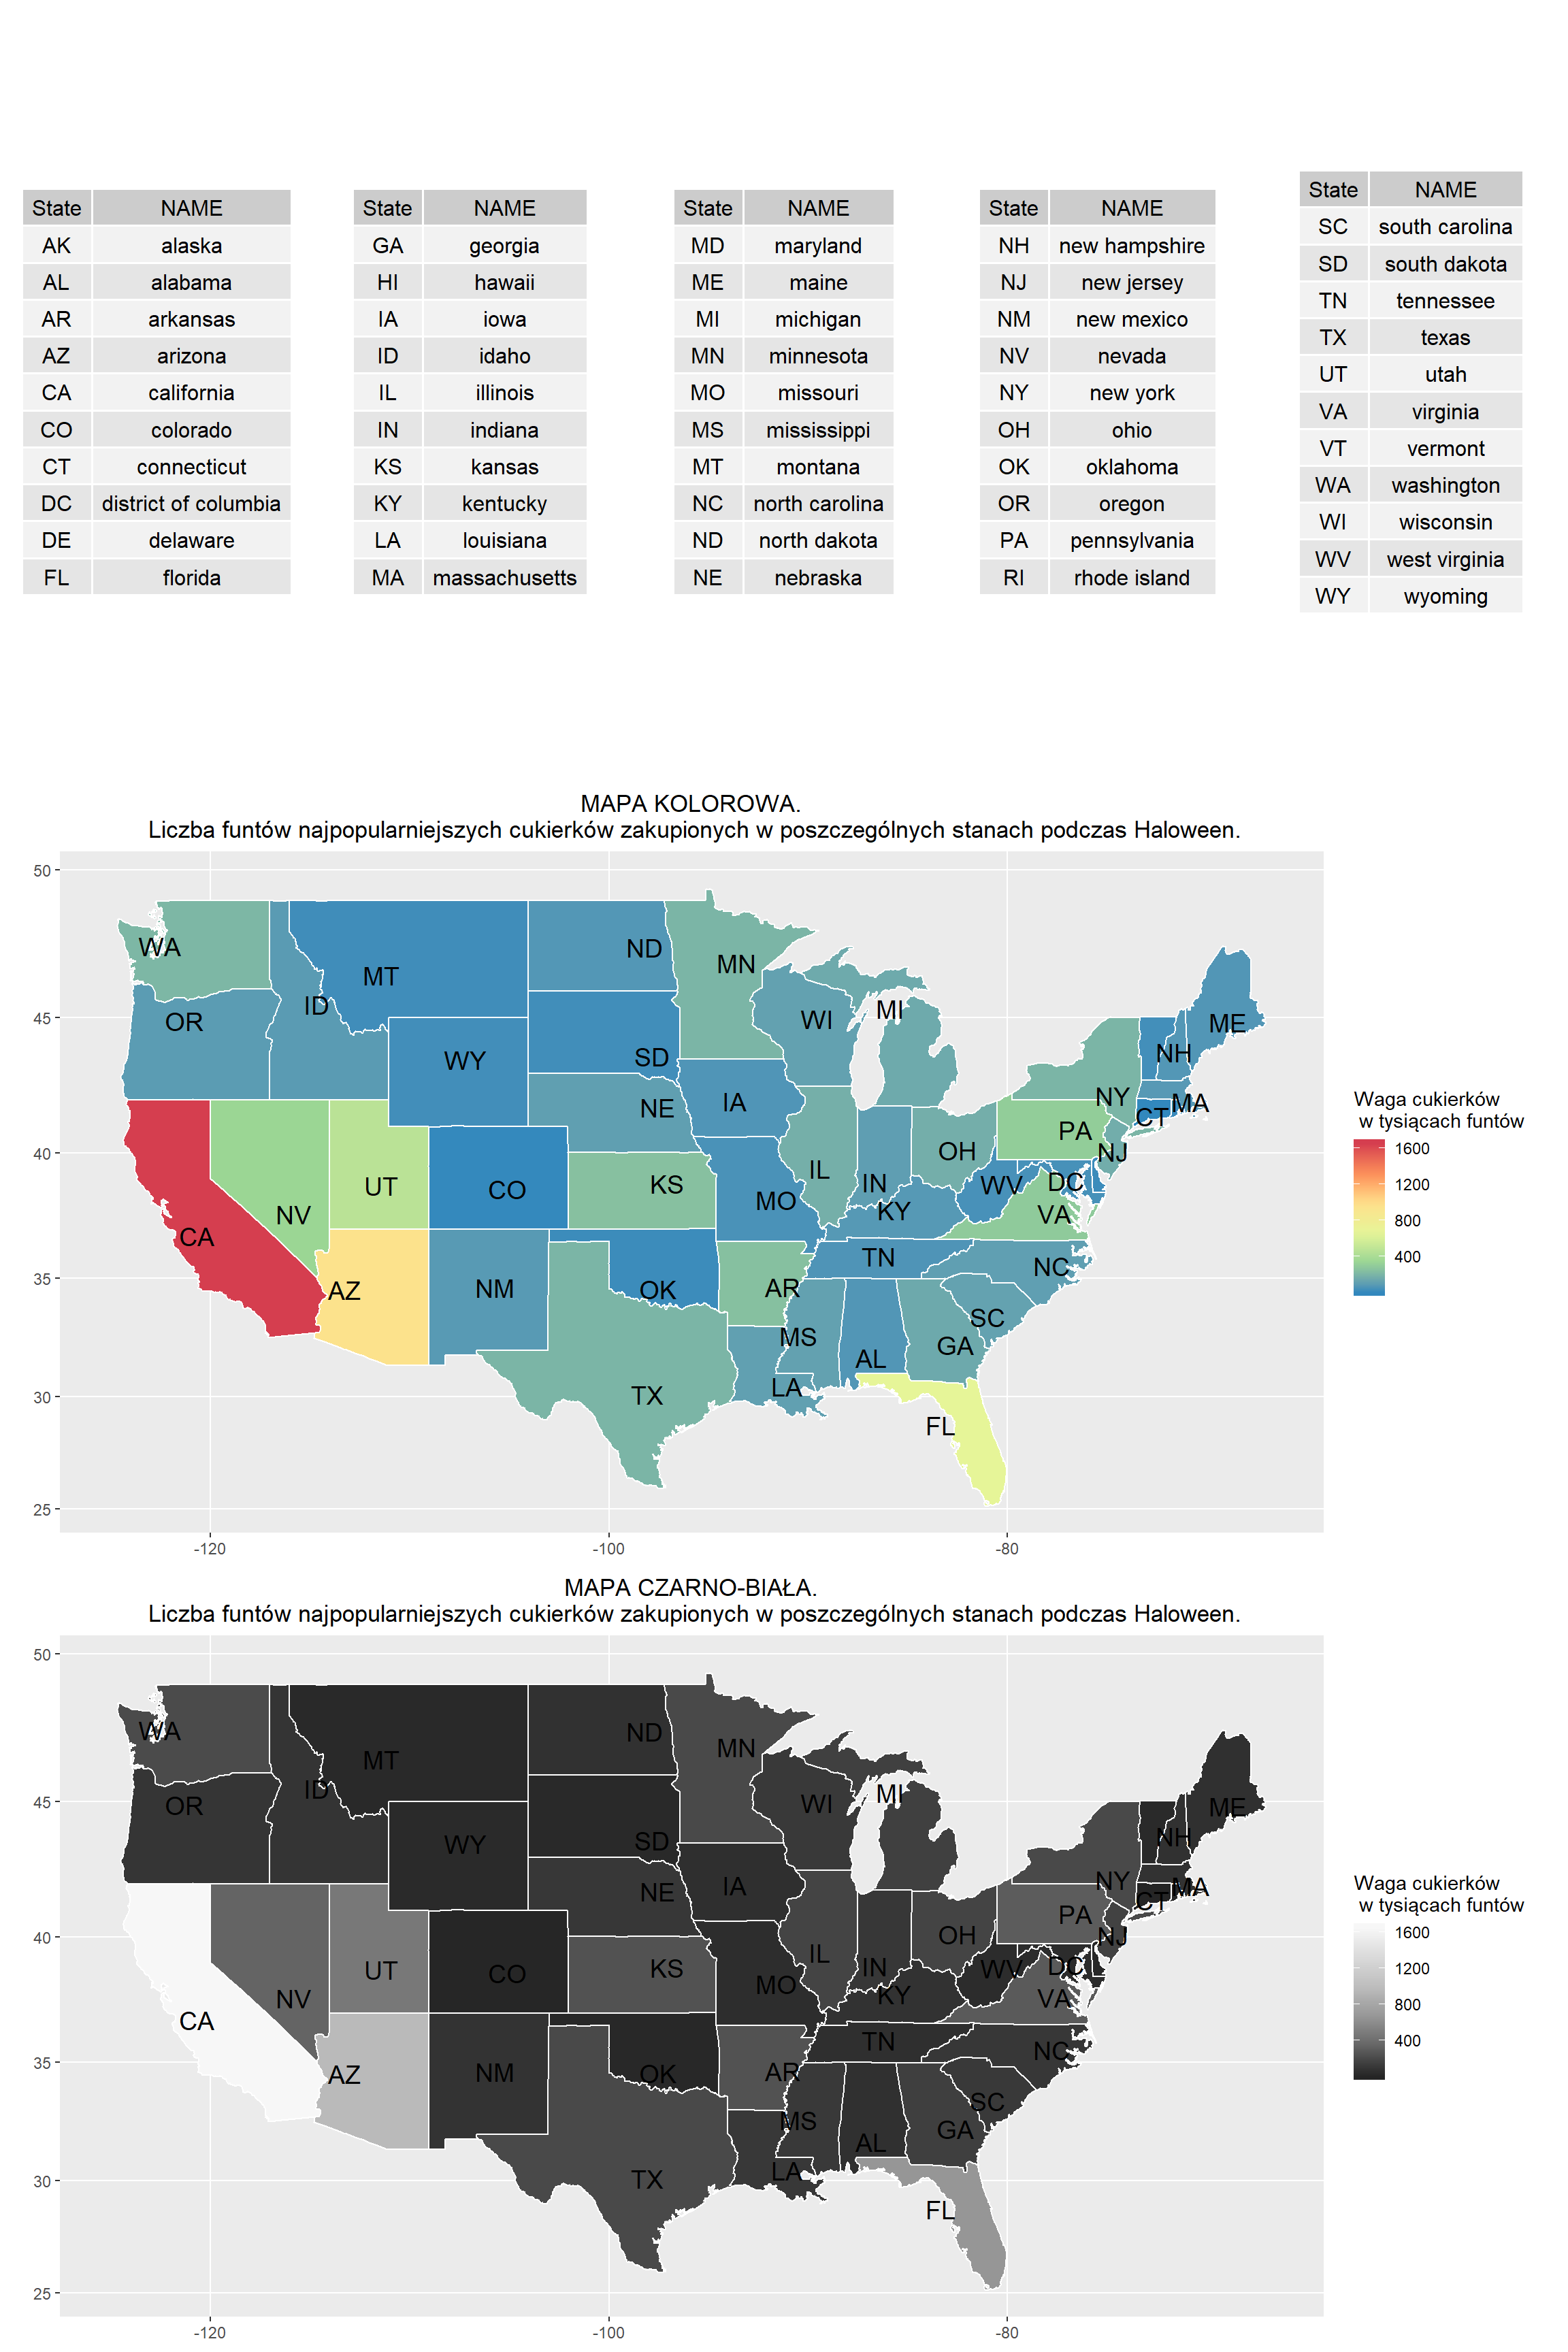 State NAME
AK alaska
AL alabama
AR arkansas
AZ arizona
CA california
CO colorado
CT connecticut
DC district of columbia
DE delaware
FL florida
State NAME
GA georgia
HI hawaii
IA iowa
ID idaho
IL illinois
IN indiana
KS kansas
KY kentucky
LA louisiana
MA massachusetts
State NAME
MD maryland
ME maine
MI michigan
MN minnesota
MO missouri
MS mississippi
MT montana
NC north carolina
ND north dakota
NE nebraska
State NAME
NH new hampshire
NJ new jersey
NM new mexico
NV nevada
NY new york
OH ohio
OK oklahoma
OR oregon
PA pennsylvania
RI rhode island
State NAME
SC south carolina
SD south dakota
TN tennessee
TX texas
UT utah
VA virginia
VT vermont
WA washington
WI wisconsin
WV west virginia
WY wyoming
MAPA KOLOROWA.
Liczba funtów najpopularniejszych cukierków zakupionych w poszczególnych stanach podczas Haloween.
50
45
40
35
30
25
WA
ND
MN
MT
ID
MI
OR
WI
ME
WY
SD
NH
NE
IA
NY
MA
CT
PA
OH
NJ
UT
CO
KS
IL
IN
WV
DC
MO
NV
KY
VA
CA
TN
NC
AZ
NM
OK
AR
SC
MS
GA
AL
TX
LA
FL
-120
-100
-80
Waga cukierków
w tysiącach funtów
1600
1200
800
400
MAPA CZARNO-BIAŁA.
Liczba funtów najpopularniejszych cukierków zakupionych w poszczególnych stanach podczas Haloween.
50
45
40
35
30
25
WA
ND
MN
MT
ID
MI
OR
WI
ME
WY
SD
NH
NE
IA
NY
MA
CT
PA
OH
NJ
UT
CO
KS
IL
IN
WV
DC
MO
NV
KY
VA
CA
TN
NC
AZ
NM
OK
AR
SC
MS
GA
AL
TX
LA
FL
-120
-100
-80
Waga cukierków
w tysiącach funtów
1600
1200
800
400